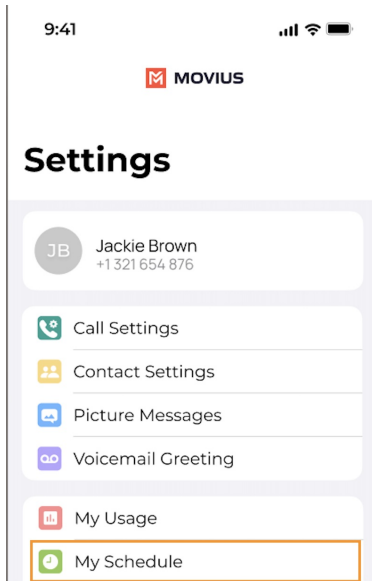 9:41
MOVIUS
Settings
JB
Jackie Brown
+1 321 654 876
Call Settings
Contact Settings
Picture Messages
Voicemail Greeting
My Usage
My Schedule